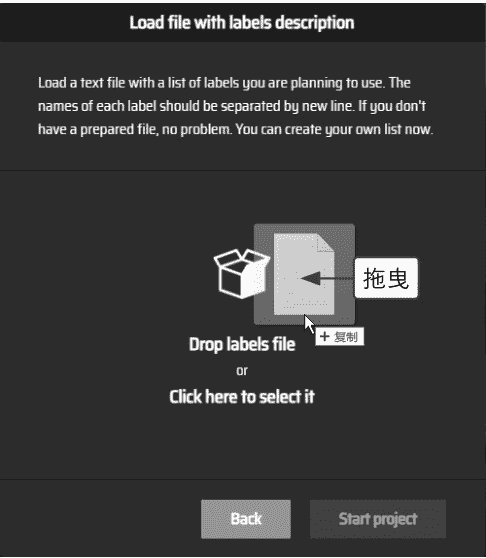 Load file with labels description
Load a text file with a list of labels you are planning to use. The
names of each label should be separated by new line. If you don't
have a prepared file, no problem. You can create your own list now.
拖曳
+ 复制
Drop labels file
or
Click here to select it
Back
Start project